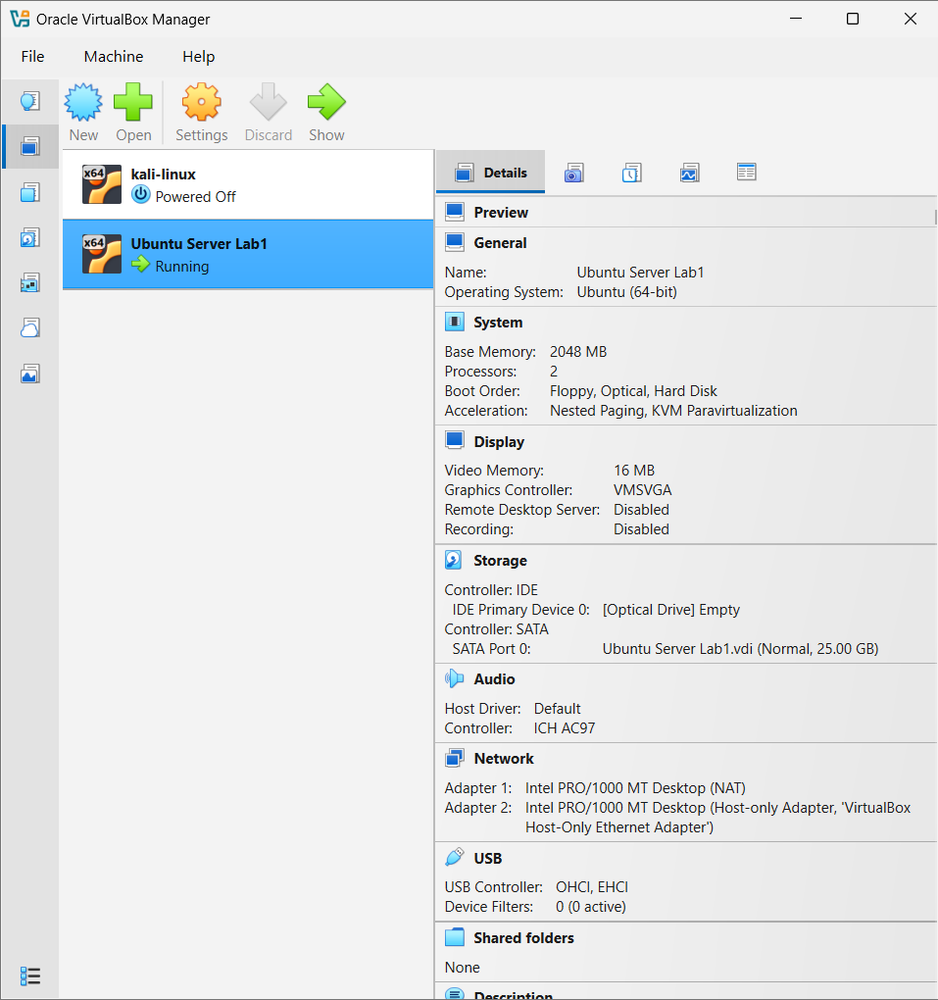 Oracle VirtualBox Manager
File Machine Help
New Open Settings Discard Show
x64
kali-linux
Powered Off
x64
Ubuntu Server Lab1
Running
Details
Preview
General
Name: Ubuntu Server Lab1
Operating System: Ubuntu (64-bit)
System
Base Memory: 2048 MB
Processors: 2
Boot Order: Floppy, Optical, Hard Disk
Acceleration: Nested Paging, KVM Paravirtualization
Display
Video Memory: 16 MB
Graphics Controller: VMSVGA
Remote Desktop Server: Disabled
Recording: Disabled
Storage
Controller: IDE
IDE Primary Device 0: [Optical Drive] Empty
Controller: SATA
SATA Port 0: Ubuntu Server Lab1.vdi (Normal, 25.00 GB)
Audio
Host Driver: Default
Controller: ICH AC97
Network
Adapter 1: Intel PRO/1000 MT Desktop (NAT)
Adapter 2: Intel PRO/1000 MT Desktop (Host-only Adapter, 'VirtualBox
Host-Only Ethernet Adapter')
USB
USB Controller: OHCI, EHCI
Device Filters: 0 (0 active)
Shared folders
None
Description